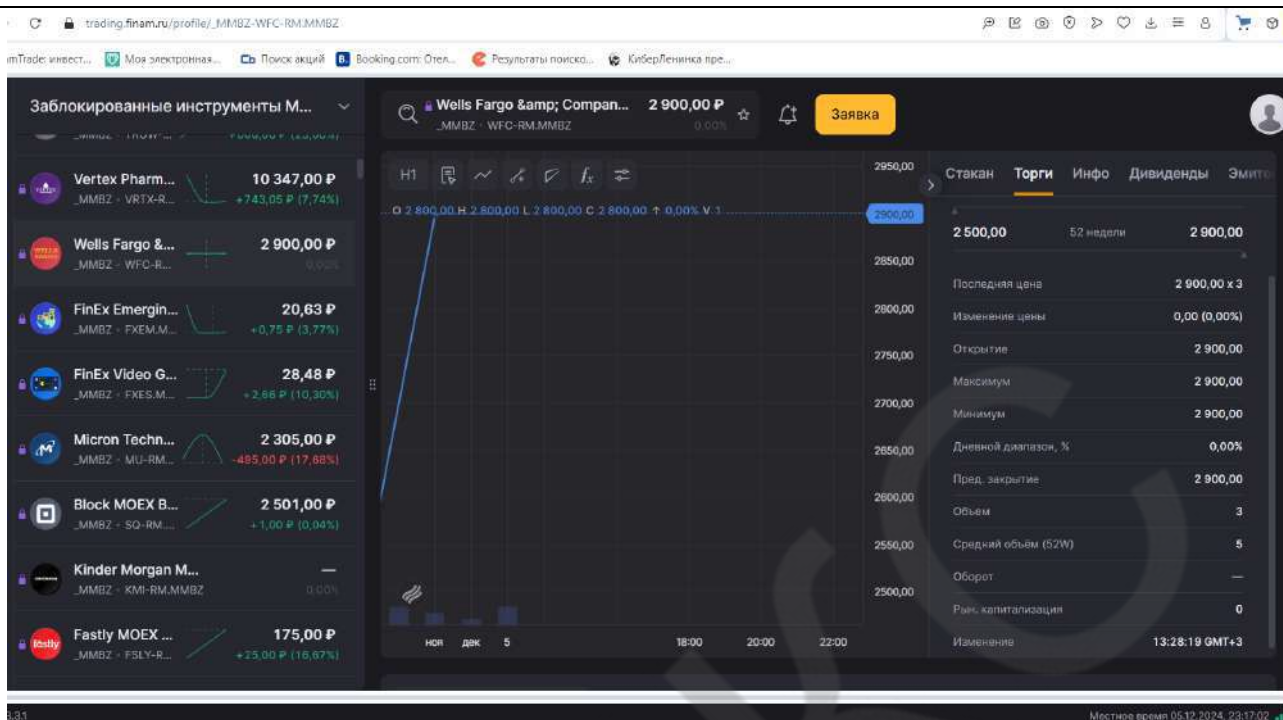 trading.finam.ru/profile/_MMBZ-WFC-RM.MMBZ
mTrade: инвест...
Моя электронная...
Поиск акций
Booking.com: Отел...
Результаты поиско...
КиберЛенинка пре...
Заблокированные инструменты М...
Wells Fargo &amp; Compan...
2 900,00 ₽
_MMBZ · WFC-RM.MMBZ
0,00%
Заявка
Vertex Pharm...
10 347,00 ₽
_MMBZ · VRTX-R...
+743,05 ₽ (7,74%)
Wells Fargo &...
2 900,00 ₽
_MMBZ · WFC-R...
0,00%
FinEx Emergin...
20,63 ₽
_MMBZ · FXEM.M...
+0,75 ₽ (3,77%)
FinEx Video G...
28,48 ₽
_MMBZ · FXES.M...
+2,66 ₽ (10,30%)
Micron Techn...
2 305,00 ₽
_MMBZ · MU-RM...
-495,00 ₽ (17,68%)
Block MOEX B...
2 501,00 ₽
_MMBZ · SQ-RM....
+1,00 ₽ (0,04%)
Kinder Morgan M...
—
_MMBZ · KMI-RM.MMBZ
0,00%
Fastly MOEX ...
175,00 ₽
_MMBZ · FSLY-R...
+25,00 ₽ (16,67%)
H1
O 2 800,00 H 2 800,00 L 2 800,00 C 2 800,00 ↑ 0,00% V 1
2950,00
2900,00
2850,00
2800,00
2750,00
2700,00
2650,00
2600,00
2550,00
2500,00
ноя
дек
5
18:00
20:00
22:00
Стакан
Торги
Инфо
Дивиденды
Эмите
2 500,00
52 недели
2 900,00
Последняя цена
2 900,00 x 3
Изменение цены
0,00 (0,00%)
Открытие
2 900,00
Максимум
2 900,00
Минимум
2 900,00
Дневной диапазон, %
0,00%
Пред. закрытие
2 900,00
Объем
3
Средний объём (52W)
5
Оборот
—
Рын. капитализация
0
Изменение
13:28:19 GMT+3
3.3.1
Местное время 05.12.2024, 23:17:02